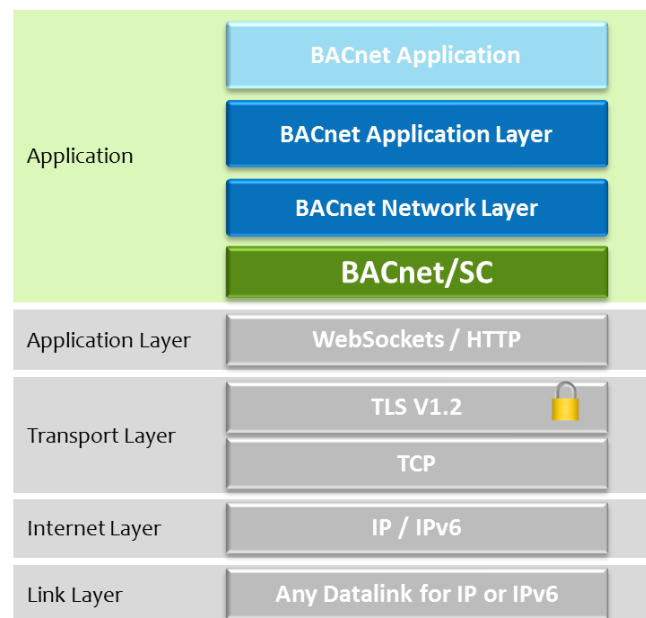 BACnet Application
Application
BACnet Application Layer
BACnet Network Layer
BACnet/SC
Application Layer
WebSockets / HTTP
Transport Layer
TLS V1.2
TCP
Internet Layer
IP / IPv6
Link Layer
Any Datalink for IP or IPv6